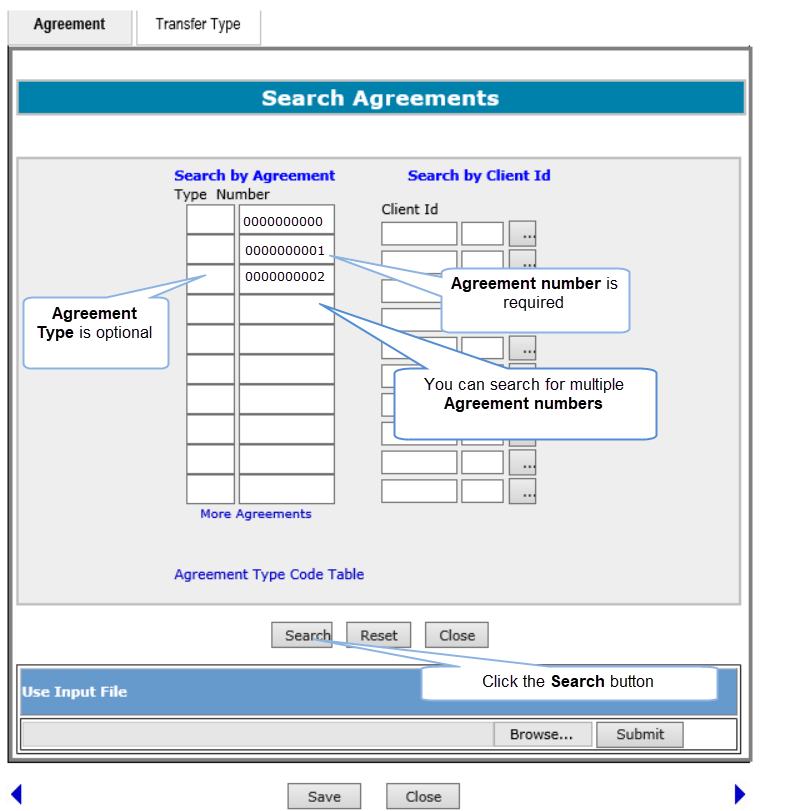 Agreement
Transfer Type
Search Agreements
Search by Agreement
Search by Client Id
Type Number
Client Id
0000000000
...
0000000001
...
0000000002
Agreement number is
required
Agreement
Type is optional
...
You can search for multiple
Agreement numbers
...
...
More Agreements
Agreement Type Code Table
Search
Reset
Close
Click the Search button
Use Input File
Browse...
Submit
Save
Close